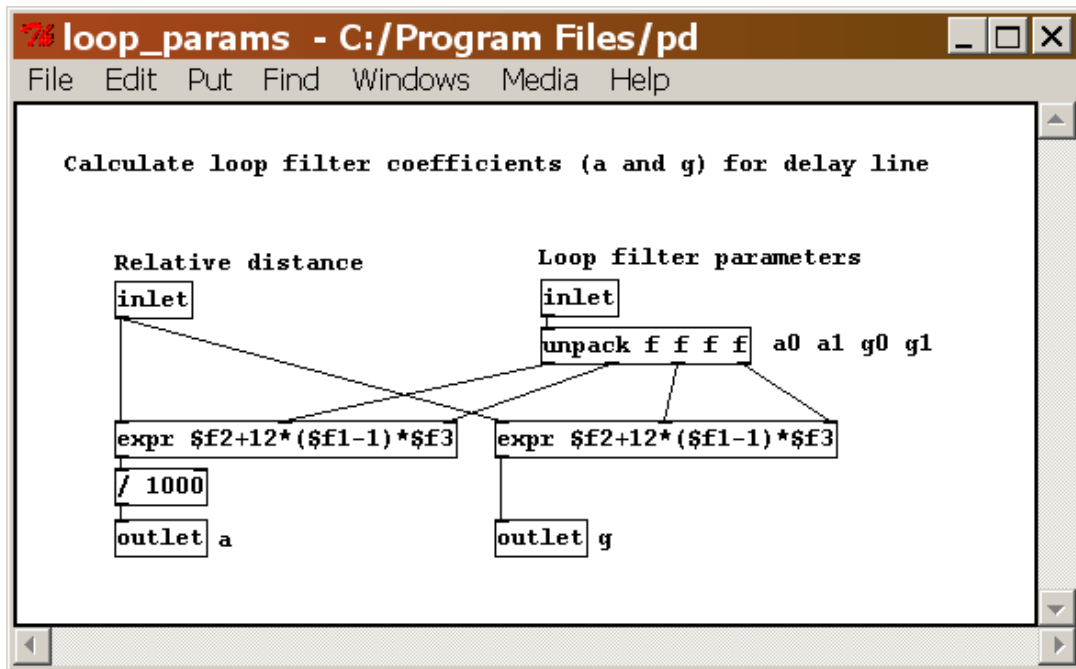 loop_params - C:/Program Files/pd
File Edit Put Find Windows Media Help
Calculate loop filter coefficients (a and g) for delay line
Relative distance
Loop filter parameters
inlet
inlet
unpack f f f f
a0 a1 g0 g1
expr $f2+12*($f1-1)*$f3
expr $f2+12*($f1-1)*$f3
/ 1000
outlet
a
outlet
g